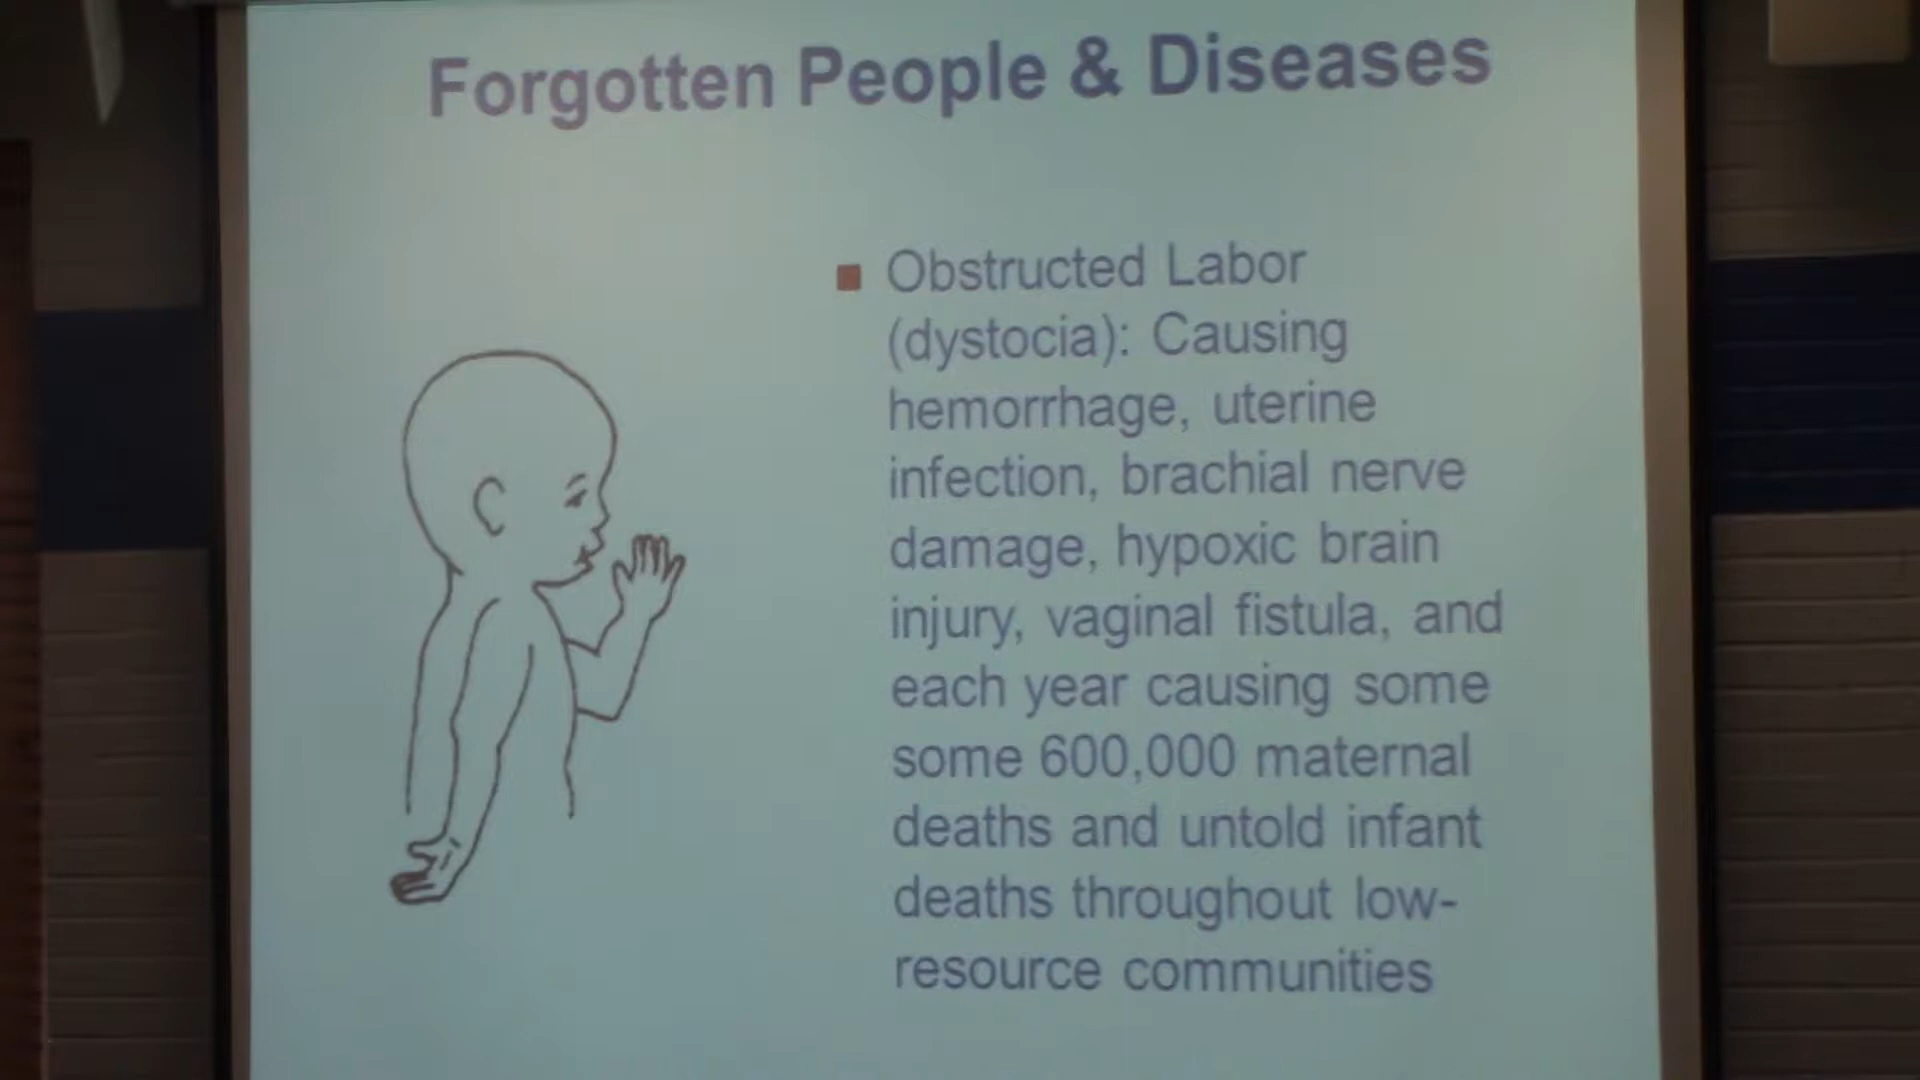 Forgotten People & Diseases
Obstructed Labor
(dystocia): Causing
hemorrhage, uterine
infection, brachial nerve
damage, hypoxic brain
injury, vaginal fistula, and
each year causing some
some 600,000 maternal
deaths and untold infant
deaths throughout low-
resource communities